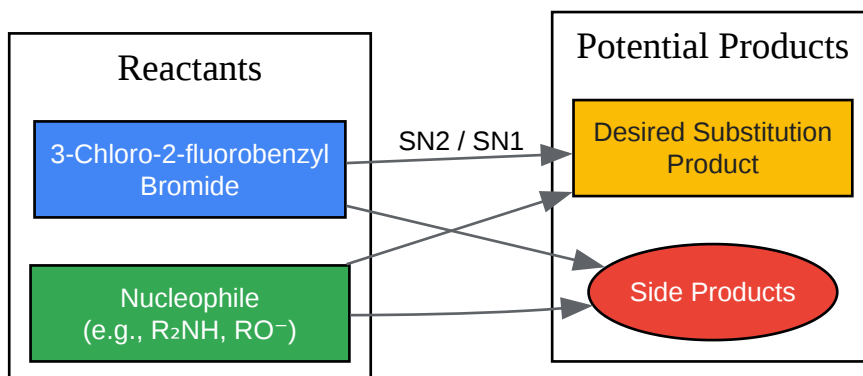 Reactants
3-Chloro-2-fluorobenzyl
Bromide
Nucleophile
(e.g., R₂NH, RO⁻)
SN2 / SN1
Potential Products
Desired Substitution
Product
Side Products